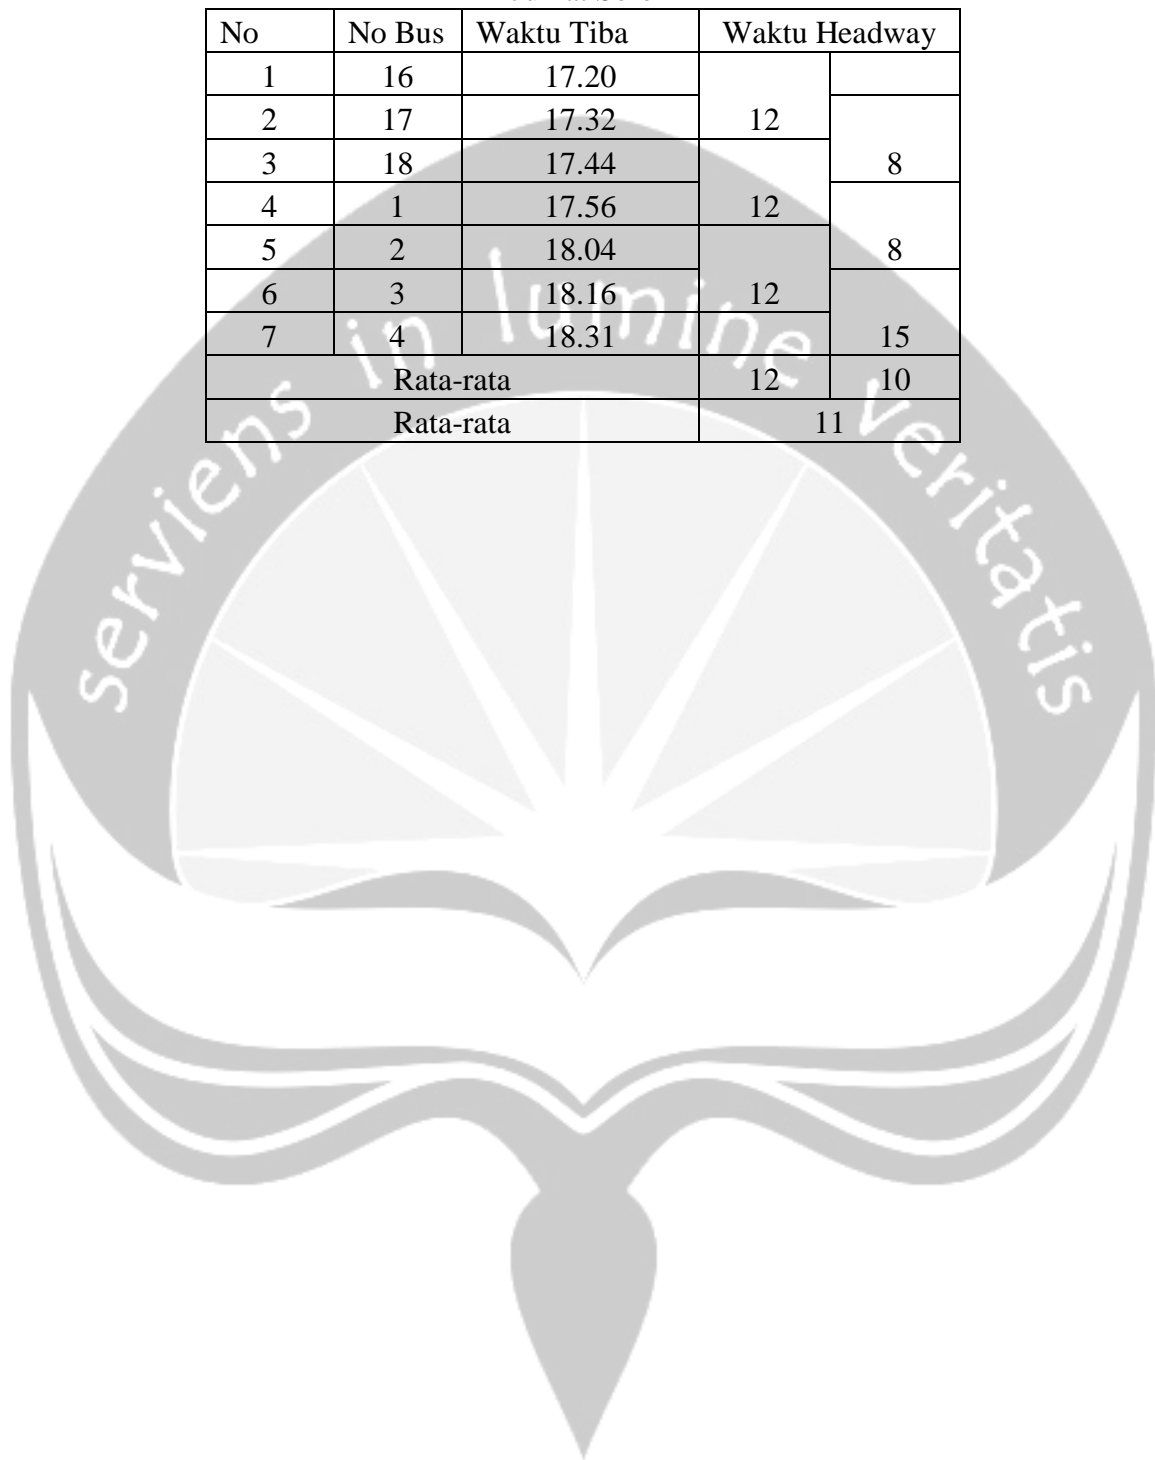 No No Bus Waktu Tiba Waktu Headway
1 16 17.20
2 17 17.32 12
3 18 17.44 8
4 1 17.56 12
5 2 18.04 8
6 3 18.16 12
7 4 18.31 15
Rata-rata 12 10
Rata-rata 11
serviens in lumine veritatis